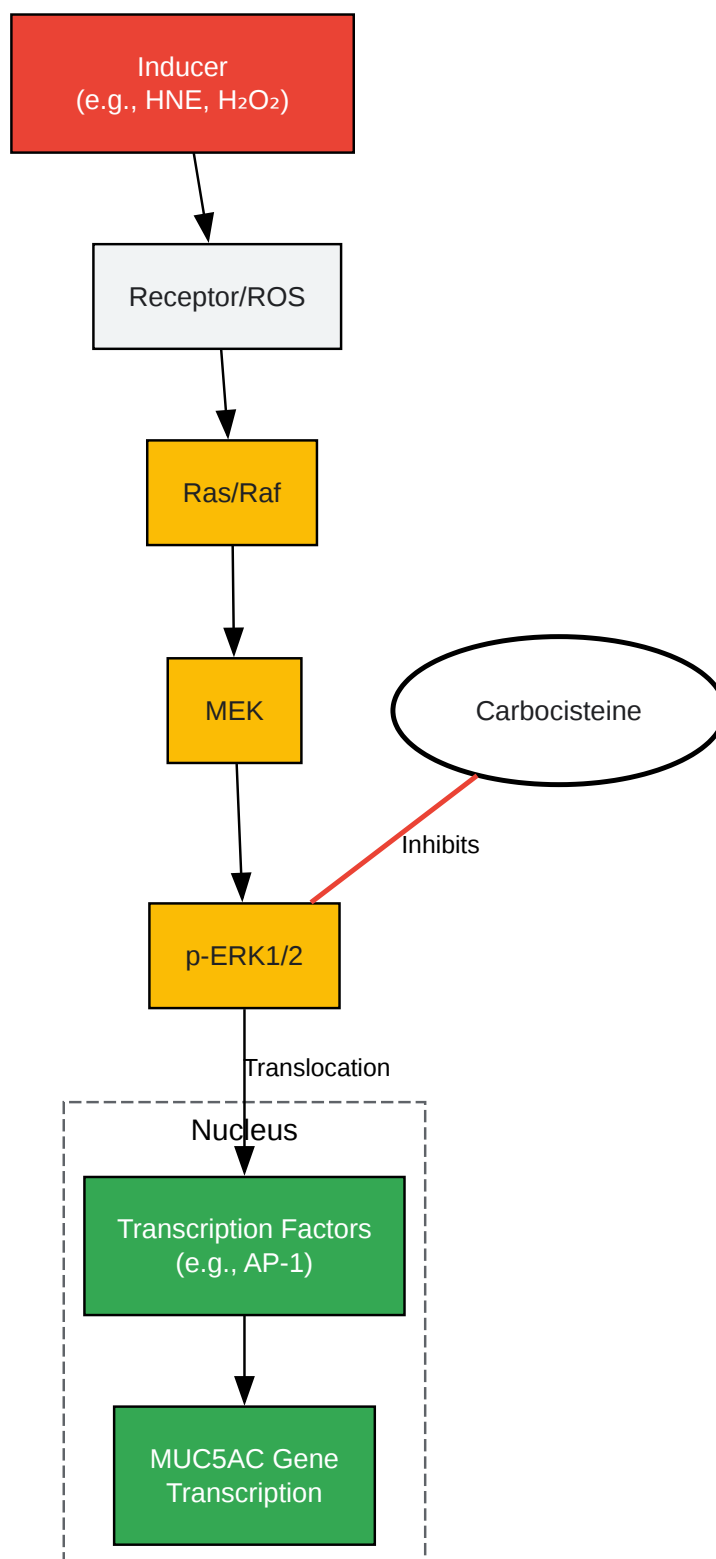 Inducer
(e.g., HNE, H₂O₂)
Receptor/ROS
Ras/Raf
MEK
Carbocisteine
Inhibits
p-ERK1/2
Translocation
Nucleus
Transcription Factors
(e.g., AP-1)
MUC5AC Gene
Transcription